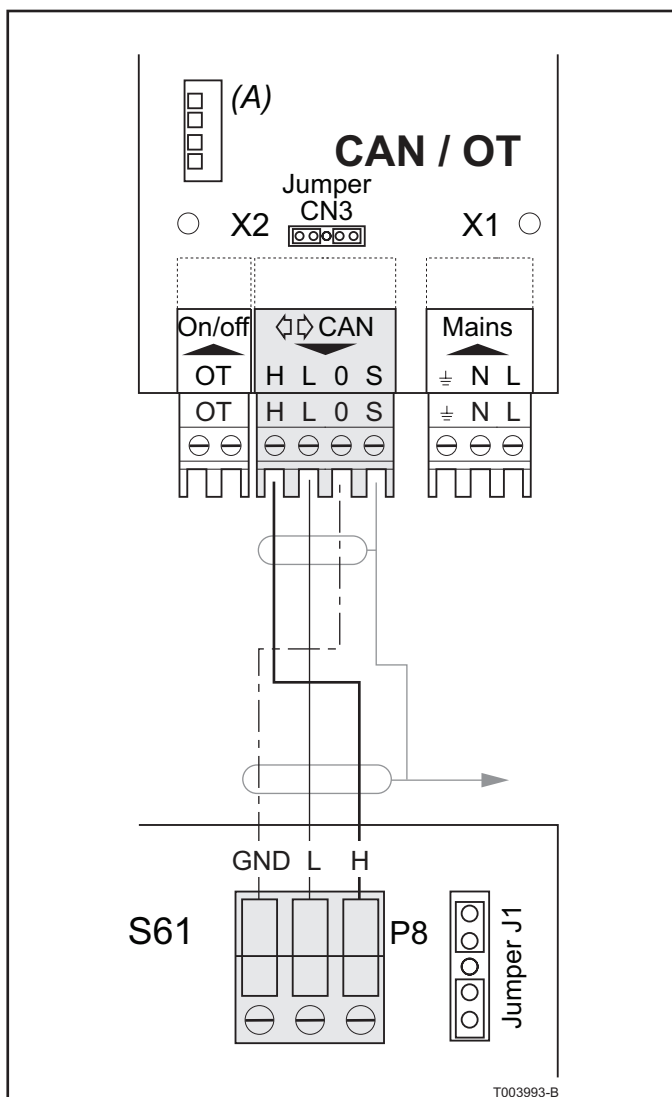 (A)
CAN / OT
Jumper
CN3
X2 X1
On/off CAN Mains
OT H L 0 S ⏚ N L
OT H L 0 S ⏚ N L
GND L H
S61 P8
Jumper J1
T003993-B